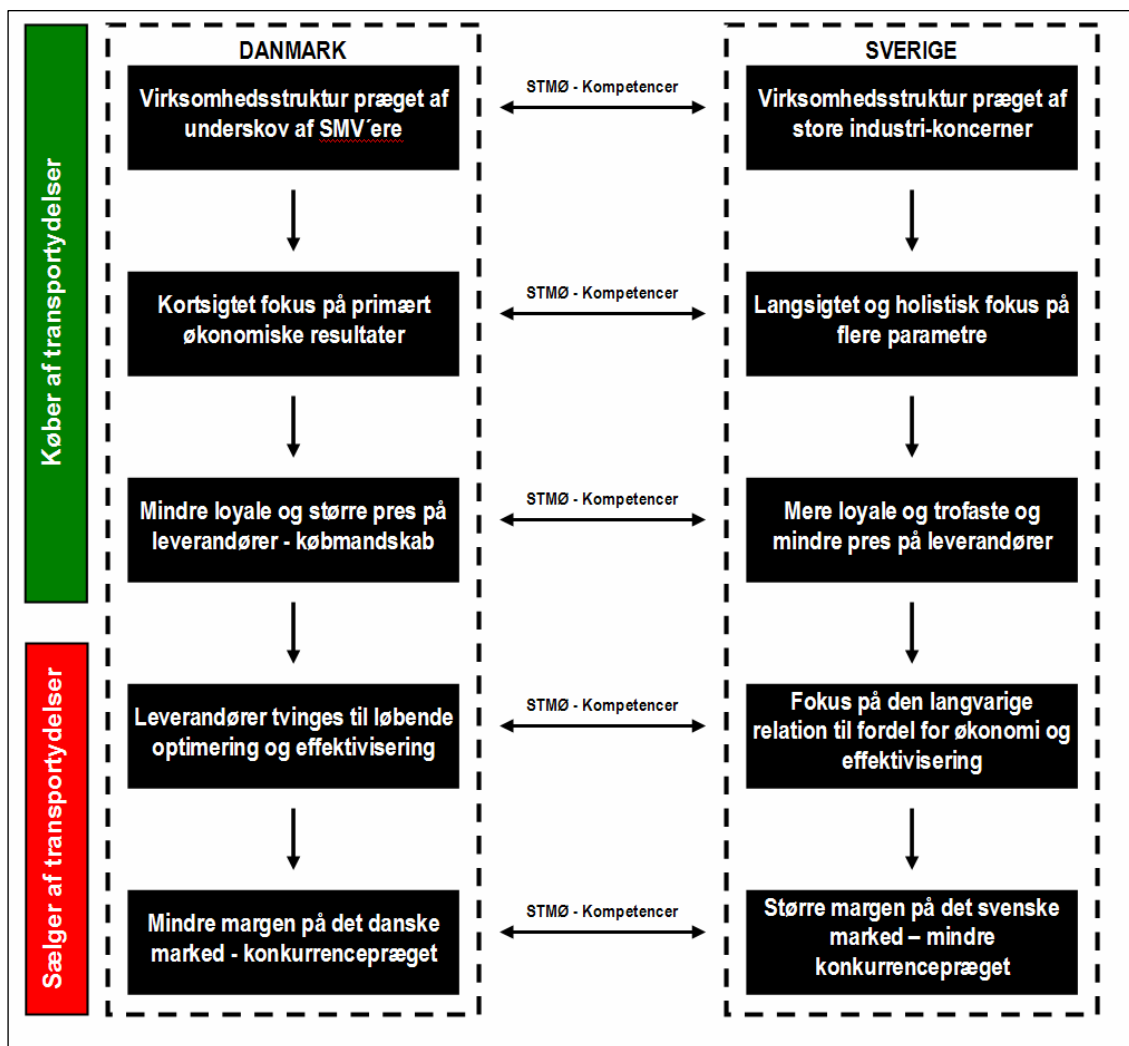 Køber af transportydelser
Sælger af transportydelser
DANMARK
Virksomhedsstruktur præget af
underskov af SMV´ere
Kortsigtet fokus på primært
økonomiske resultater
Mindre loyale og større pres på
leverandører - købmandskab
Leverandører tvinges til løbende
optimering og effektivisering
Mindre margen på det danske
marked - konkurrencepræget
STMØ - Kompetencer
STMØ - Kompetencer
STMØ - Kompetencer
STMØ - Kompetencer
STMØ - Kompetencer
SVERIGE
Virksomhedsstruktur præget af
store industri-koncerner
Langsigtet og holistisk fokus på
flere parametre
Mere loyale og trofaste og
mindre pres på leverandører
Fokus på den langvarige
relation til fordel for økonomi og
effektivisering
Større margen på det svenske
marked – mindre
konkurrencepræget